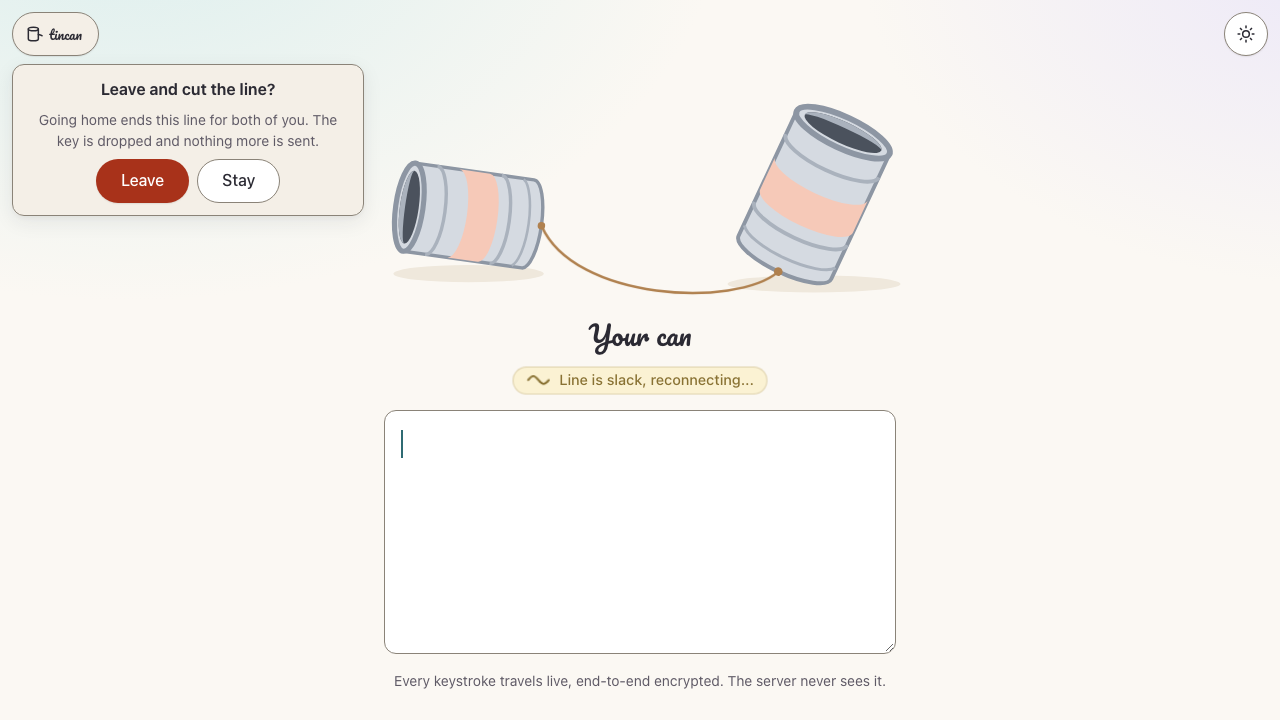 tincan
Leave and cut the line?
Going home ends this line for both of you. The
key is dropped and nothing more is sent.
Leave
Stay
Your can
Line is slack, reconnecting...
Every keystroke travels live, end-to-end encrypted. The server never sees it.